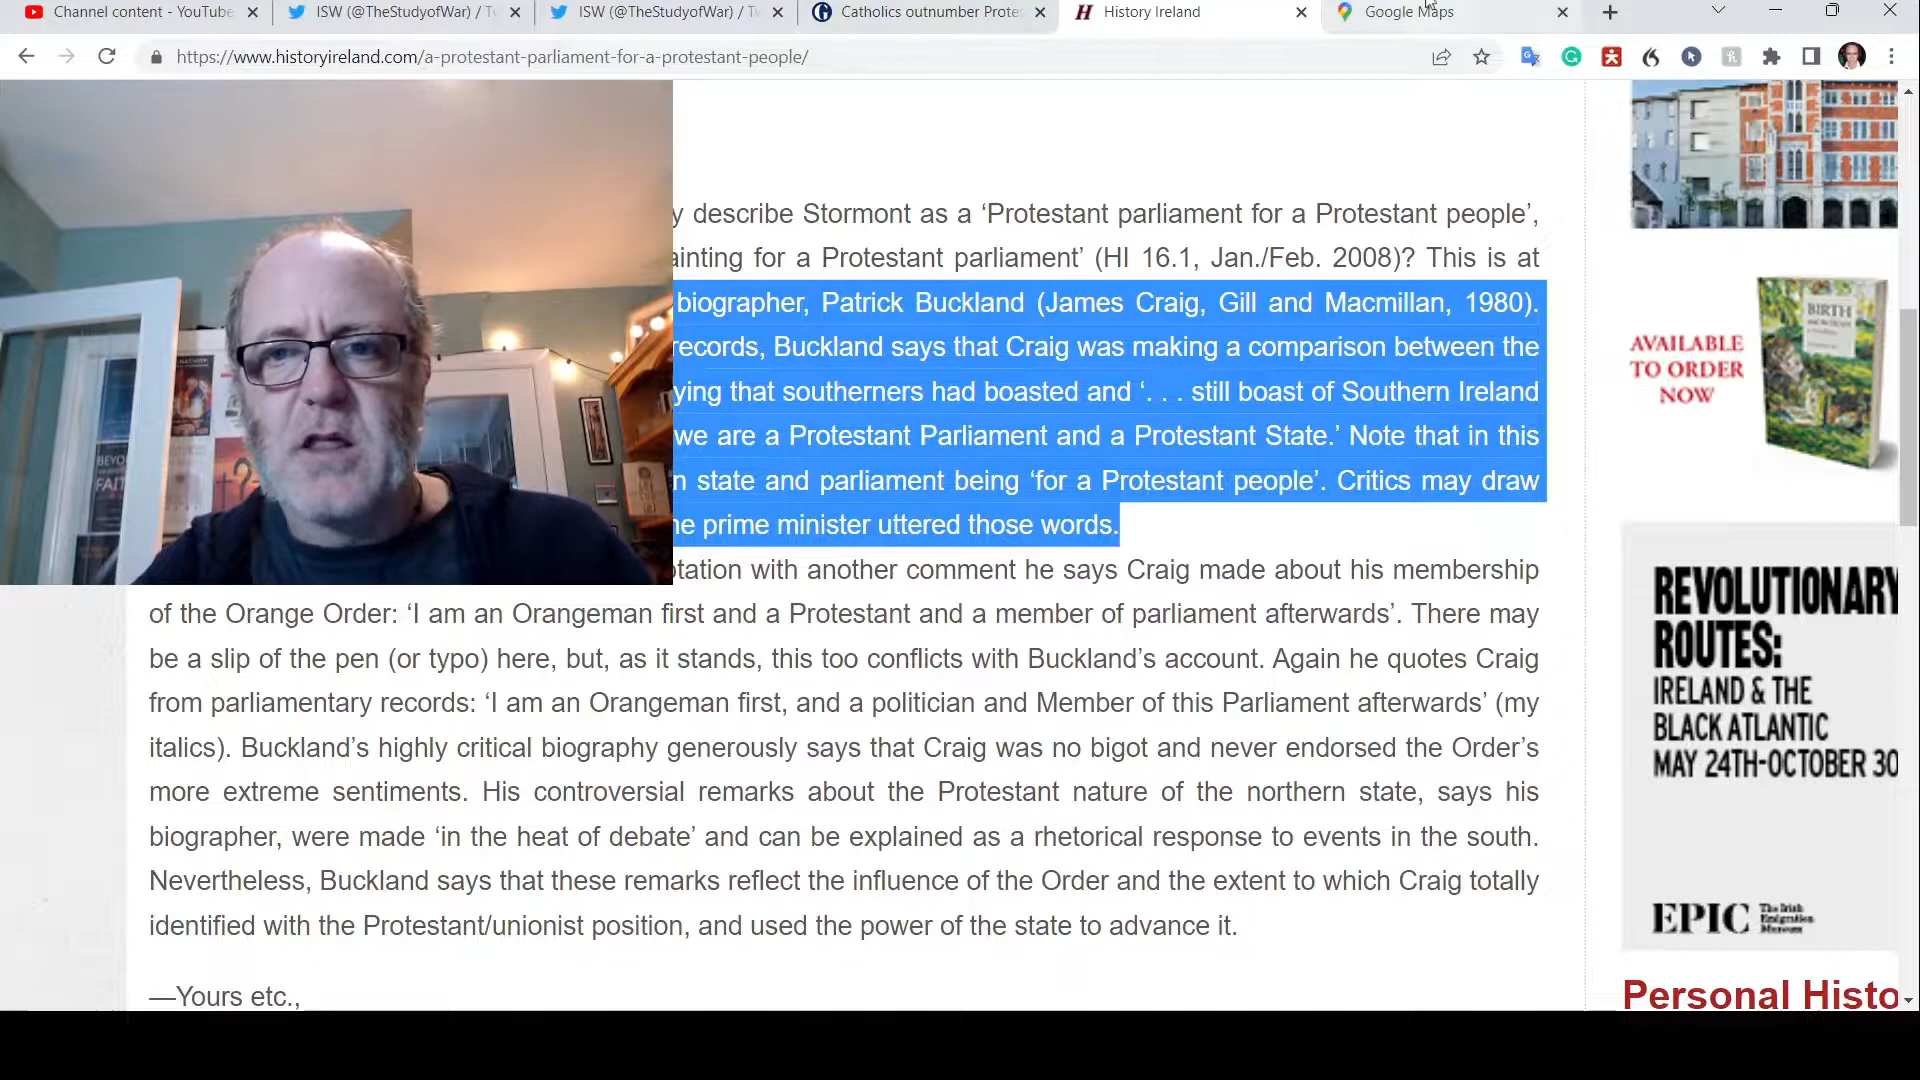 Channel content - YouTube
ISW (@TheStudyofWar) / Tw
ISW (@TheStudyofWar) / Tw
Catholics outnumber Protes
History Ireland
Google Maps
https://www.historyireland.com/a-protestant-parliament-for-a-protestant-people/
y describe Stormont as a ‘Protestant parliament for a Protestant people’,
ainting for a Protestant parliament’ (HI 16.1, Jan./Feb. 2008)? This is at
biographer, Patrick Buckland (James Craig, Gill and Macmillan, 1980).
records, Buckland says that Craig was making a comparison between the
ying that southerners had boasted and ‘. . . still boast of Southern Ireland
we are a Protestant Parliament and a Protestant State.’ Note that in this
n state and parliament being ‘for a Protestant people’. Critics may draw
he prime minister uttered those words.
otation with another comment he says Craig made about his membership
of the Orange Order: ‘I am an Orangeman first and a Protestant and a member of parliament afterwards’. There may
be a slip of the pen (or typo) here, but, as it stands, this too conflicts with Buckland’s account. Again he quotes Craig
from parliamentary records: ‘I am an Orangeman first, and a politician and Member of this Parliament afterwards’ (my
italics). Buckland’s highly critical biography generously says that Craig was no bigot and never endorsed the Order’s
more extreme sentiments. His controversial remarks about the Protestant nature of the northern state, says his
biographer, were made ‘in the heat of debate’ and can be explained as a rhetorical response to events in the south.
Nevertheless, Buckland says that these remarks reflect the influence of the Order and the extent to which Craig totally
identified with the Protestant/unionist position, and used the power of the state to advance it.
—Yours etc.,
AVAILABLE
TO ORDER
NOW
BIRTH
REVOLUTIONARY
ROUTES:
IRELAND & THE
BLACK ATLANTIC
MAY 24TH-OCTOBER 30
EPIC The Irish
Emigration
Museum
Personal Histo
BEYO
FAIT